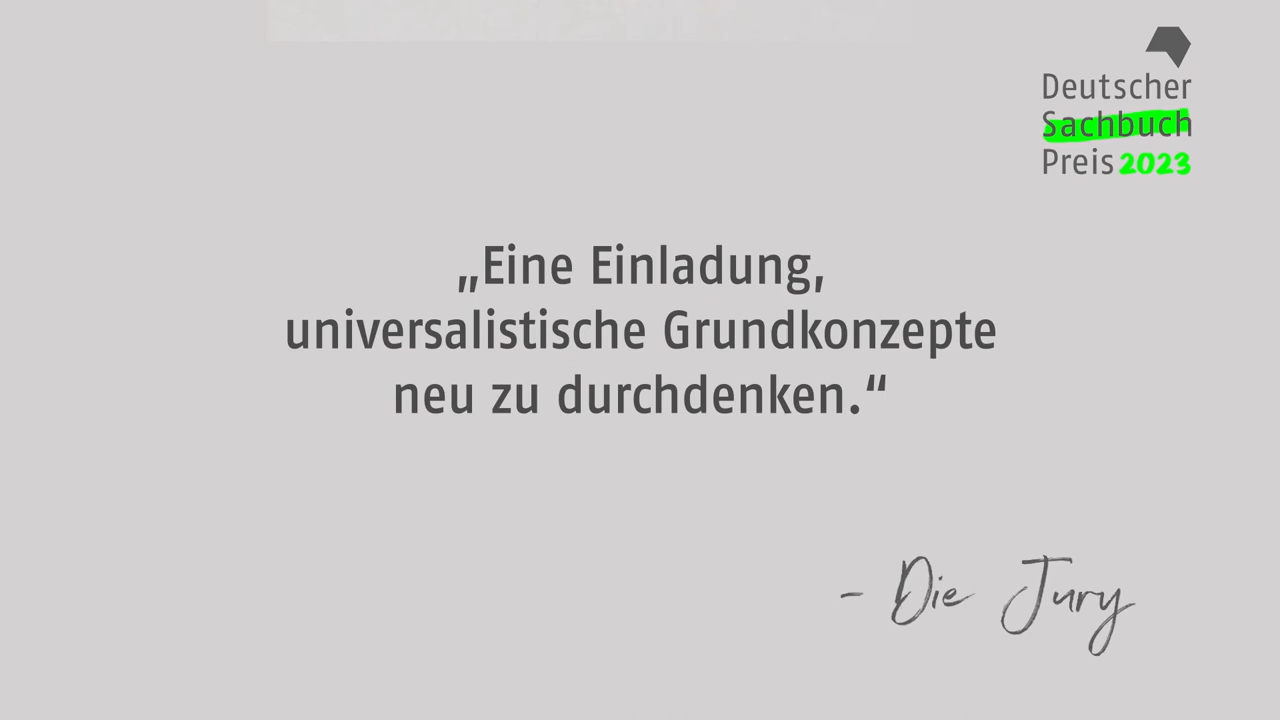 Deutscher
Sachbuch
Preis 2023
„Eine Einladung,
universalistische Grundkonzepte
neu zu durchdenken.“
- Die Jury